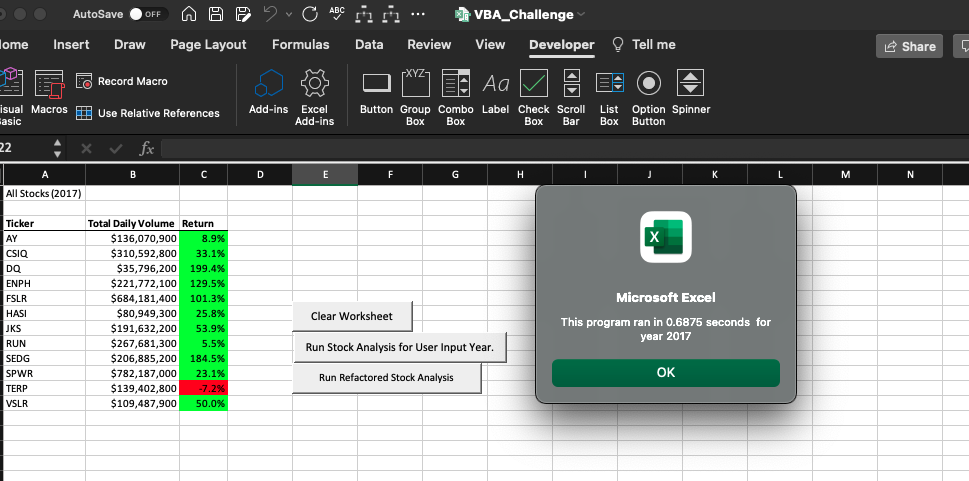 AutoSave OFF ABC ... VBA_Challenge
Insert Draw Page Layout Formulas Data Review View Developer Tell me Share
Record Macro
XYZ Aa
Macros Use Relative References Add-ins Excel Add-ins Button Group Box Combo Box Label Check Box Scroll Bar List Box Option Button Spinner
22 fx
A B C D E F G H I J K L M N
All Stocks (2017)
Ticker Total Daily Volume Return
AY $136,070,900 8.9%
CSIQ $310,592,800 33.1%
DQ $35,796,200 199.4%
ENPH $221,772,100 129.5%
FSLR $684,181,400 101.3%
HASI $80,949,300 25.8%
JKS $191,632,200 53.9%
RUN $267,681,300 5.5%
SEDG $206,885,200 184.5%
SPWR $782,187,000 23.1%
TERP $139,402,800 -7.2%
VSLR $109,487,900 50.0%
Clear Worksheet
Run Stock Analysis for User Input Year.
Run Refactored Stock Analysis
X
Microsoft Excel
This program ran in 0.6875 seconds for
year 2017
OK